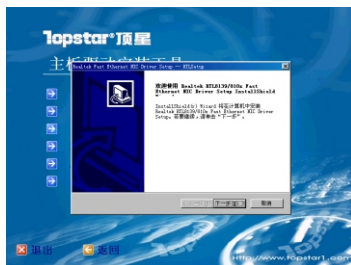 Topstar®顶星
主板驱动安装工具
Realtek Fast Ethernet NIC Driver Setup -- RTLSetup
欢迎使用 Realtek RTL8139/810x Fast
Ethernet NIC Driver Setup InstallShield
InstallShield(r) Wizard 将在计算机中安装
Realtek RTL8139/810x Fast Ethernet NIC Driver
Setup。若要继续，请单击 “下一步” 。
下一步(N) >
取消
退出
返回
http://www.topstar1.com